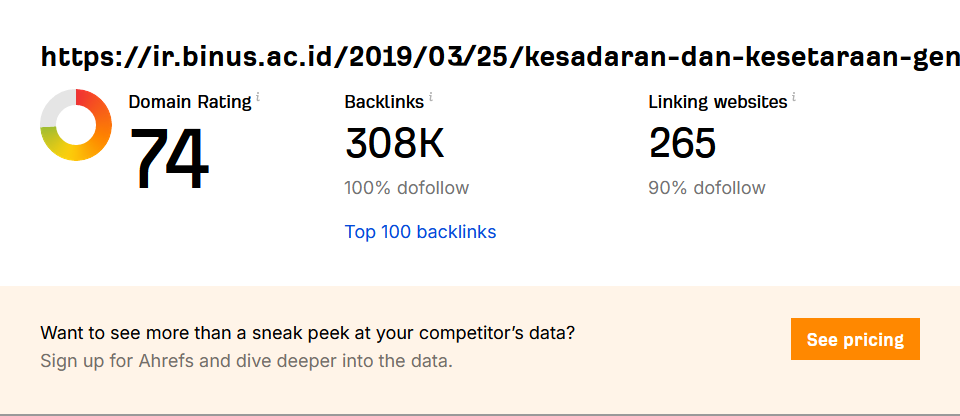 https://ir.binus.ac.id/2019/03/25/kesadaran-dan-kesetaraan-gen
Domain Rating i
74
Backlinks i
308K
100% dofollow
Top 100 backlinks
Linking websites i
265
90% dofollow
Want to see more than a sneak peek at your competitor’s data?
Sign up for Ahrefs and dive deeper into the data.
See pricing